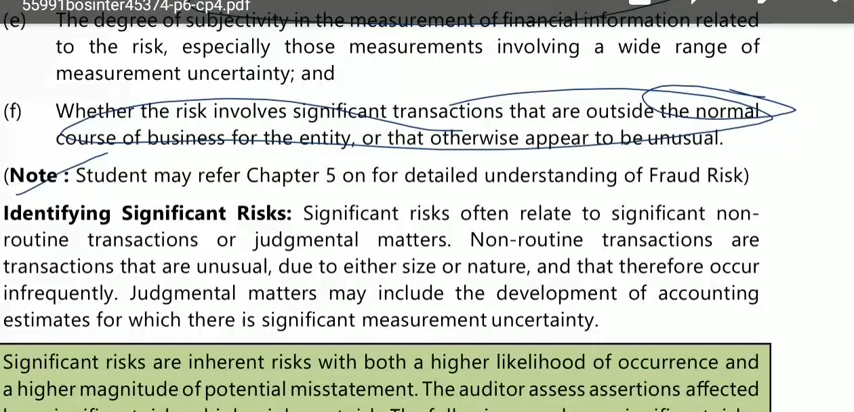 55991bosinter45374-p6-cp4.pdf
(e) The degree of subjectivity in the measurement of financial information related
to the risk, especially those measurements involving a wide range of
measurement uncertainty; and
(f) Whether the risk involves significant transactions that are outside the normal
course of business for the entity, or that otherwise appear to be unusual.
(Note : Student may refer Chapter 5 on for detailed understanding of Fraud Risk)
Identifying Significant Risks: Significant risks often relate to significant non-
routine transactions or judgmental matters. Non-routine transactions are
transactions that are unusual, due to either size or nature, and that therefore occur
infrequently. Judgmental matters may include the development of accounting
estimates for which there is significant measurement uncertainty.
Significant risks are inherent risks with both a higher likelihood of occurrence and
a higher magnitude of potential misstatement. The auditor assess assertions affected